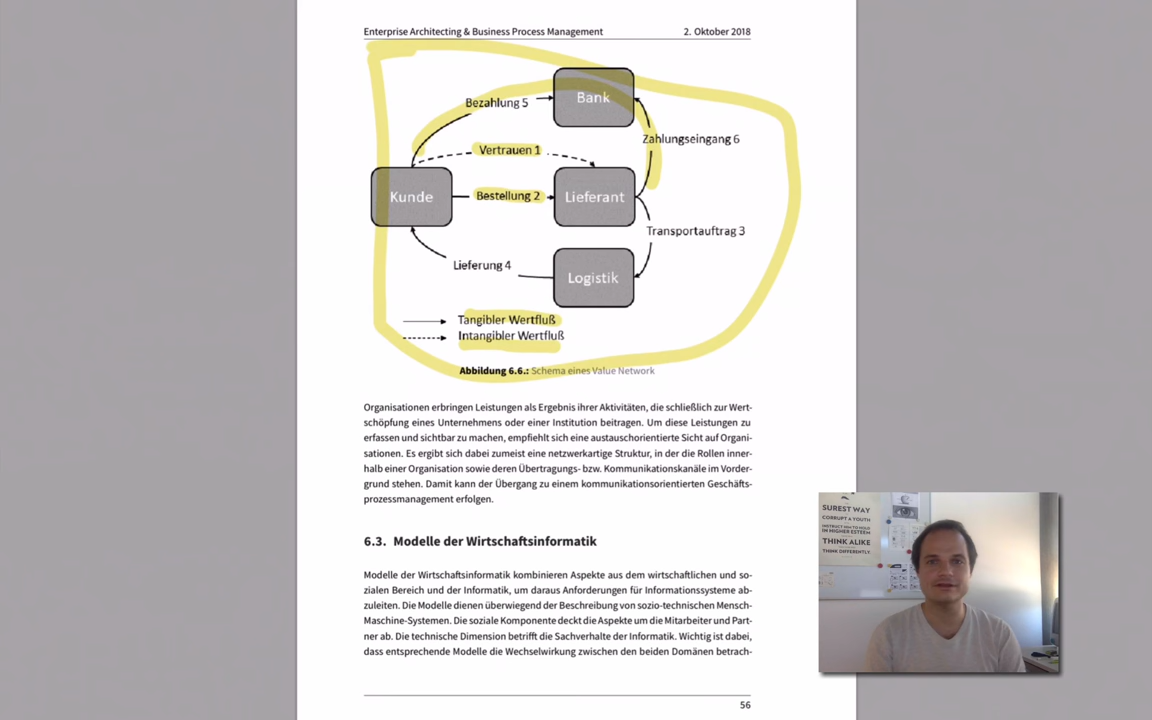 Enterprise Architecting & Business Process Management 2. Oktober 2018
Bank
Bezahlung 5
Zahlungseingang 6
Vertrauen 1
Kunde
Bestellung 2
Lieferant
Transportauftrag 3
Lieferung 4
Logistik
Tangibler Wertfluß
Intangibler Wertfluß
Abbildung 6.6.: Schema eines Value Network
Organisationen erbringen Leistungen als Ergebnis ihrer Aktivitäten, die schließlich zur Wert-
schöpfung eines Unternehmens oder einer Institution beitragen. Um diese Leistungen zu
erfassen und sichtbar zu machen, empfiehlt sich eine austauschorientierte Sicht auf Organi-
sationen. Es ergibt sich dabei zumeist eine netzwerkartige Struktur, in der die Rollen inner-
halb einer Organisation sowie deren Übertragungs- bzw. Kommunikationskanäle im Vorder-
grund stehen. Damit kann der Übergang zu einem kommunikationsorientierten Geschäfts-
prozessmanagement erfolgen.
6.3. Modelle der Wirtschaftsinformatik
Modelle der Wirtschaftsinformatik kombinieren Aspekte aus dem wirtschaftlichen und so-
zialen Bereich und der Informatik, um daraus Anforderungen für Informationssysteme ab-
zuleiten. Die Modelle dienen überwiegend der Beschreibung von sozio-technischen Mensch-
Maschine-Systemen. Die soziale Komponente deckt die Aspekte um die Mitarbeiter und Part-
ner ab. Die technische Dimension betrifft die Sachverhalte der Informatik. Wichtig ist dabei,
dass entsprechende Modelle die Wechselwirkung zwischen den beiden Domänen betrach-
56
SUREST WAY
CORRUPT A YOUTH
INSTRUCT HIM TO HOLD
IN HIGHER ESTEEM
THINK ALIKE
THINK DIFFERENTLY.